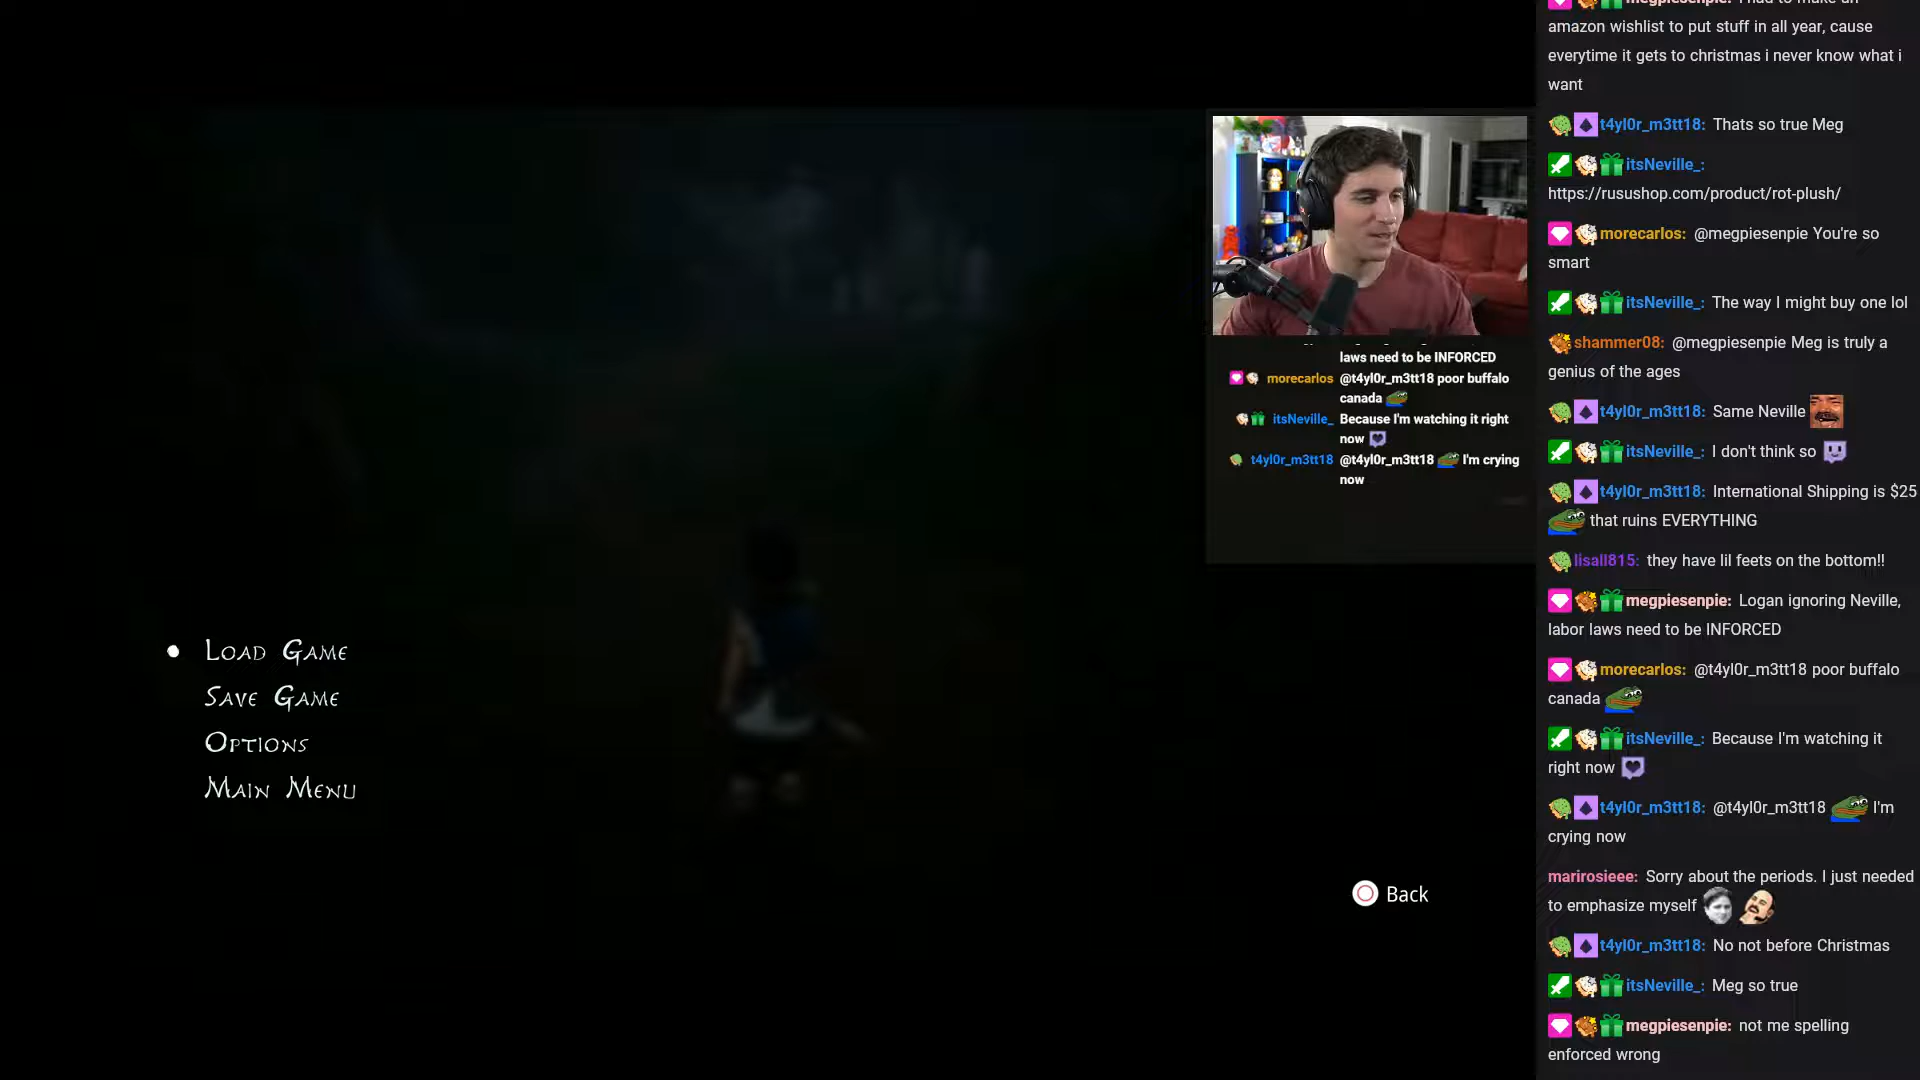 Load Game
Save Game
Options
Main Menu
Back
laws need to be INFORCED
morecarlos @t4yl0r_m3tt18 poor buffalo
canada
itsNeville_ Because I'm watching it right
now
t4yl0r_m3tt18 @t4yl0r_m3tt18 I'm crying
now
amazon wishlist to put stuff in all year, cause
everytime it gets to christmas i never know what i
want
t4yl0r_m3tt18: Thats so true Meg
itsNeville_:
https://rusushop.com/product/rot-plush/
morecarlos: @megpiesenpie You're so
smart
itsNeville_: The way I might buy one lol
shammer08: @megpiesenpie Meg is truly a
genius of the ages
t4yl0r_m3tt18: Same Neville
itsNeville_: I don't think so
t4yl0r_m3tt18: International Shipping is $25
that ruins EVERYTHING
lisall815: they have lil feets on the bottom!!
megpiesenpie: Logan ignoring Neville,
labor laws need to be INFORCED
morecarlos: @t4yl0r_m3tt18 poor buffalo
canada
itsNeville_: Because I'm watching it
right now
t4yl0r_m3tt18: @t4yl0r_m3tt18 I'm
crying now
marirosieee: Sorry about the periods. I just needed
to emphasize myself
t4yl0r_m3tt18: No not before Christmas
itsNeville_: Meg so true
megpiesenpie: not me spelling
enforced wrong